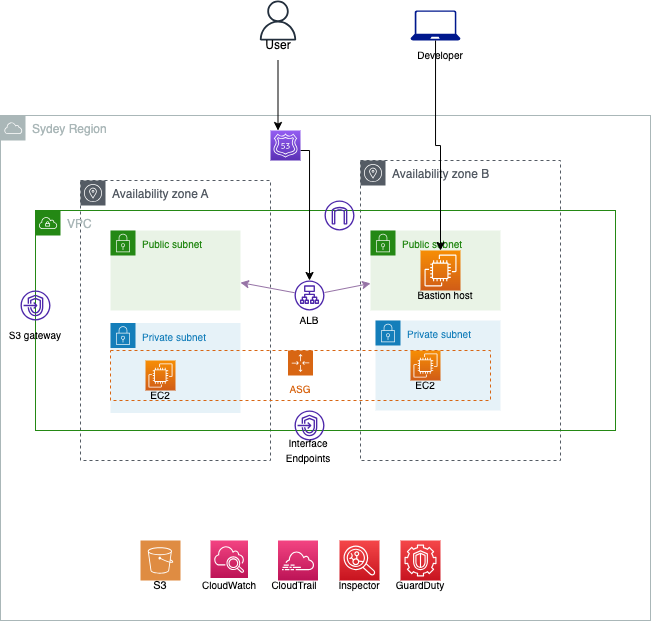 User
Developer
Sydey Region
53
Availability zone A
Availability zone B
VPC
Public subnet
Public subnet
Bastion host
ALB
S3 gateway
Private subnet
Private subnet
EC2
EC2
ASG
Interface
Endpoints
S3
CloudWatch
CloudTrail
Inspector
GuardDuty